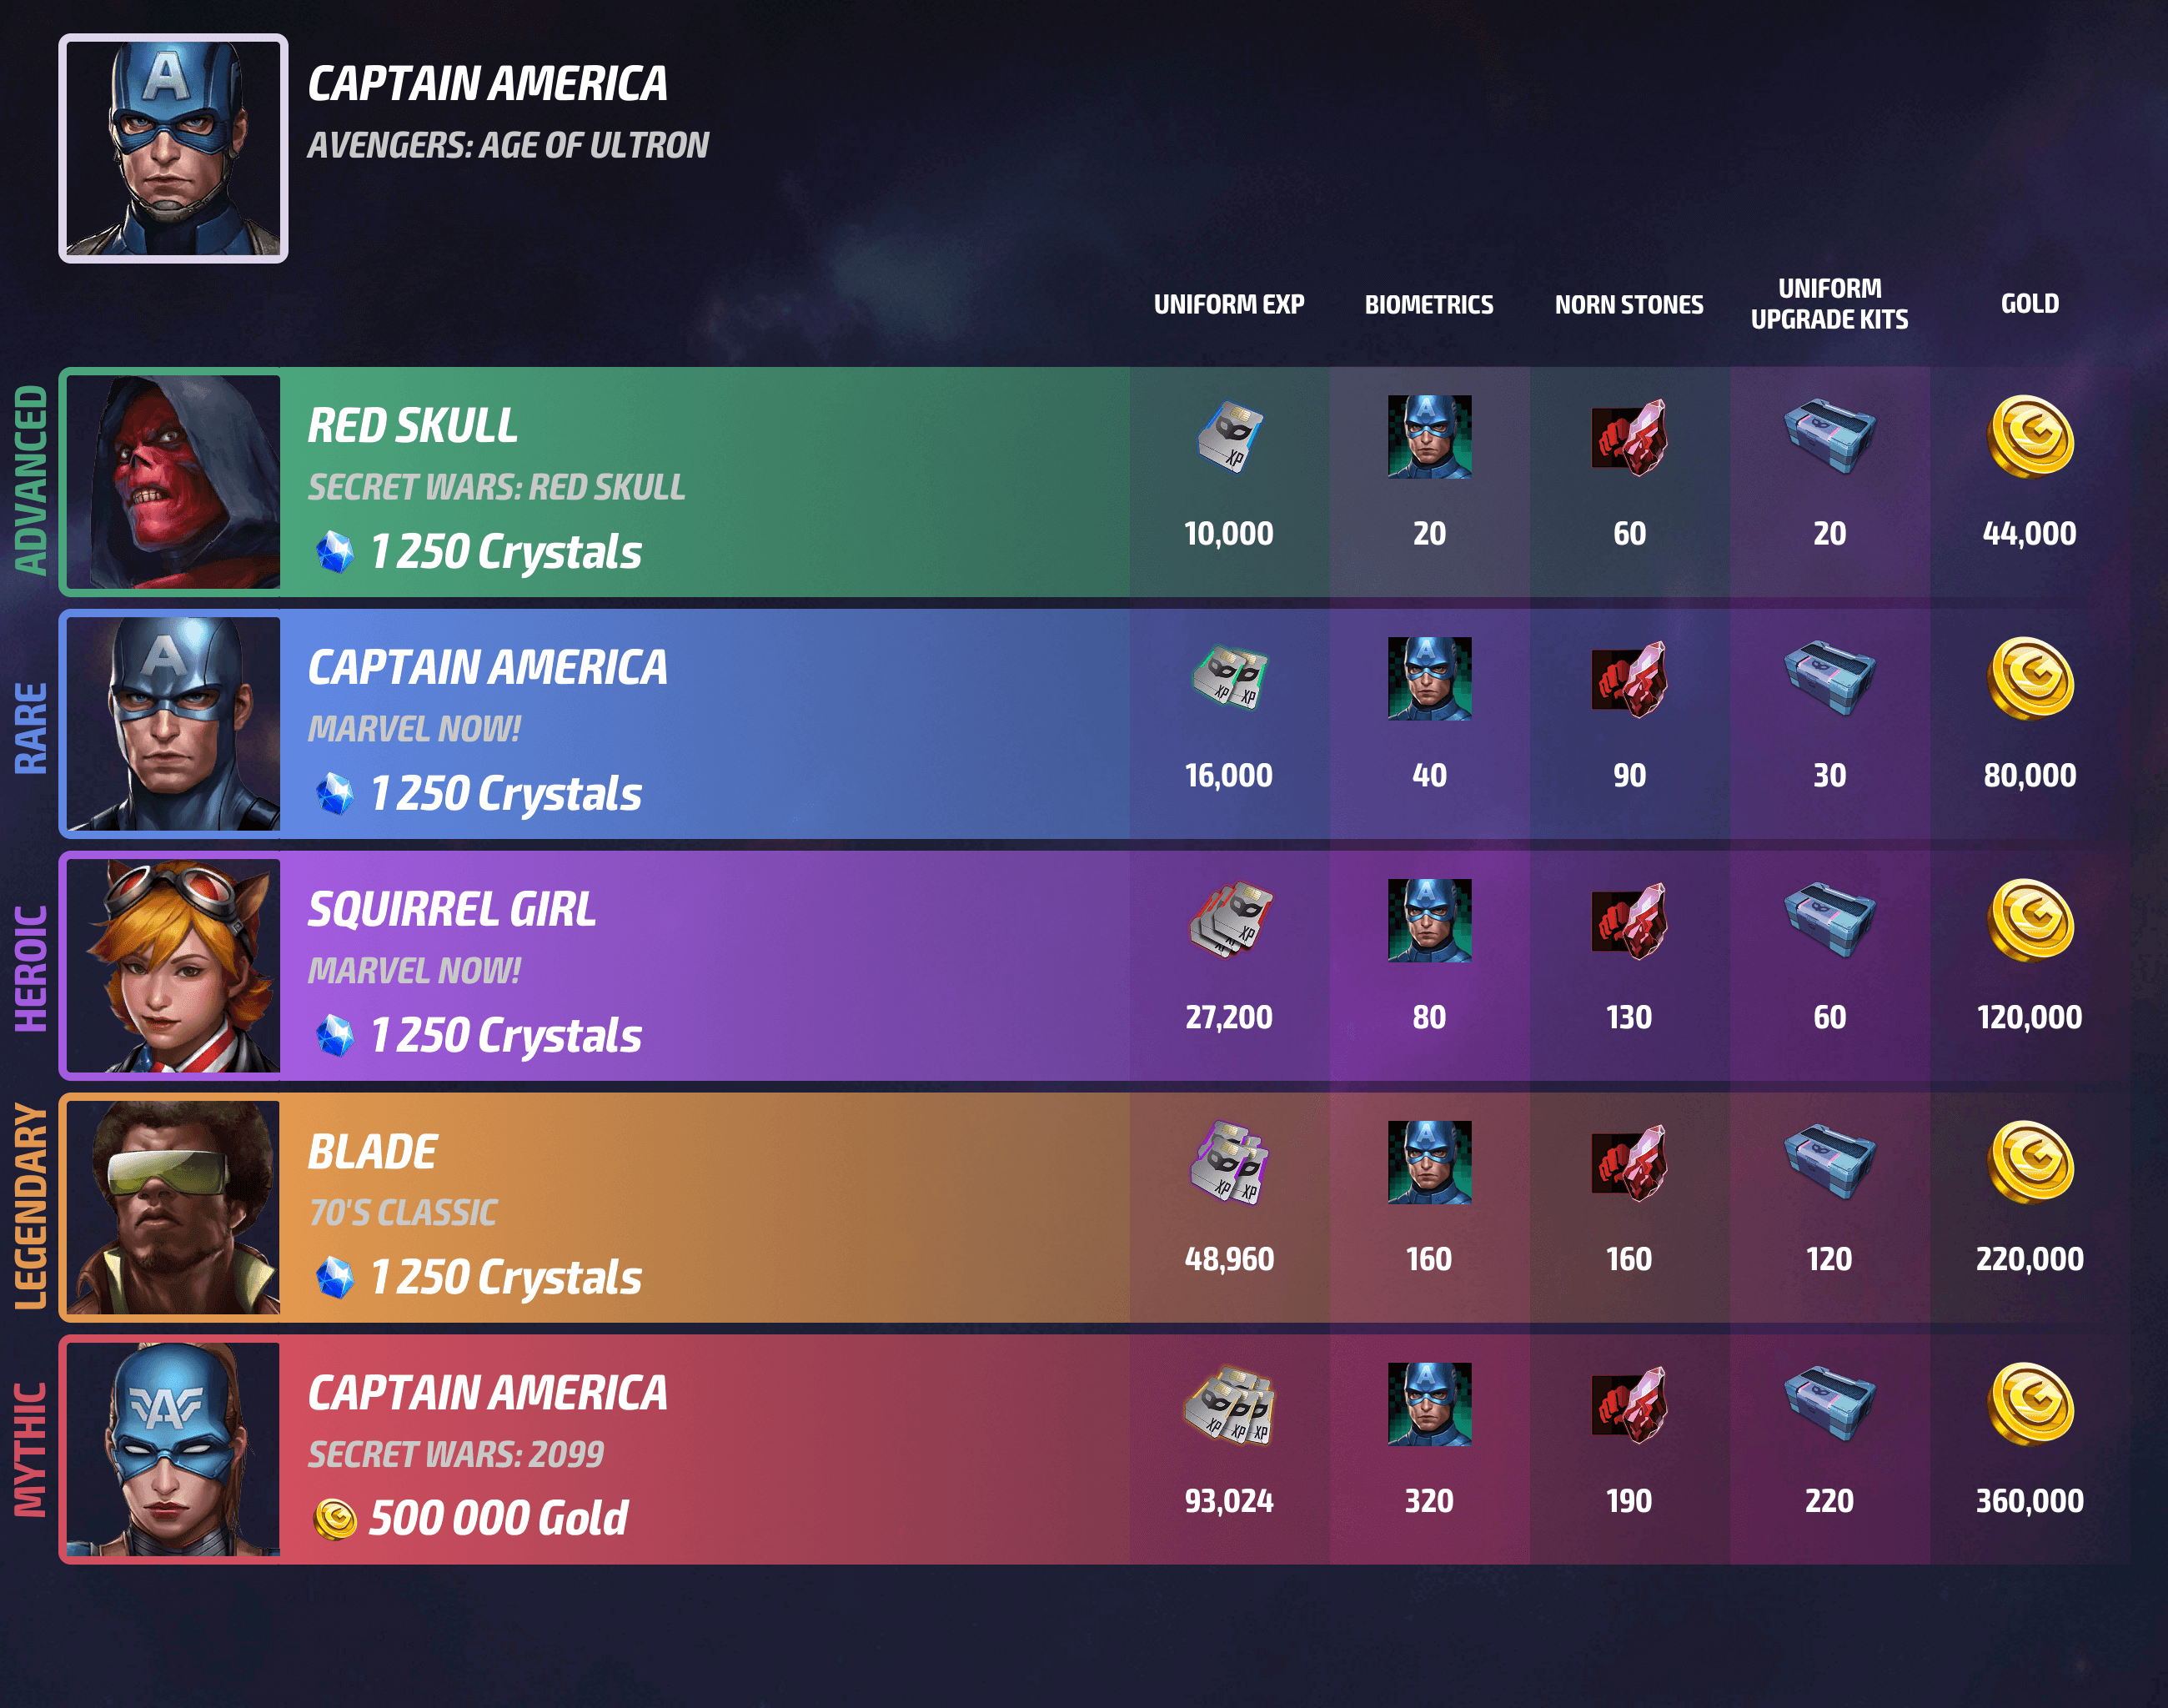 CAPTAIN AMERICA
AVENGERS: AGE OF ULTRON
UNIFORM EXP
BIOMETRICS
NORN STONES
UNIFORM
UPGRADE KITS
GOLD
ADVANCED
RED SKULL
SECRET WARS: RED SKULL
1 250 Crystals
XP
10,000
20
60
20
44,000
RARE
CAPTAIN AMERICA
MARVEL NOW!
1 250 Crystals
XP XP
16,000
40
90
30
80,000
HEROIC
SQUIRREL GIRL
MARVEL NOW!
1 250 Crystals
XP
27,200
80
130
60
120,000
LEGENDARY
BLADE
70'S CLASSIC
1 250 Crystals
XP XP
48,960
160
160
120
220,000
MYTHIC
CAPTAIN AMERICA
SECRET WARS: 2099
500 000 Gold
XP XP XP
93,024
320
190
220
360,000